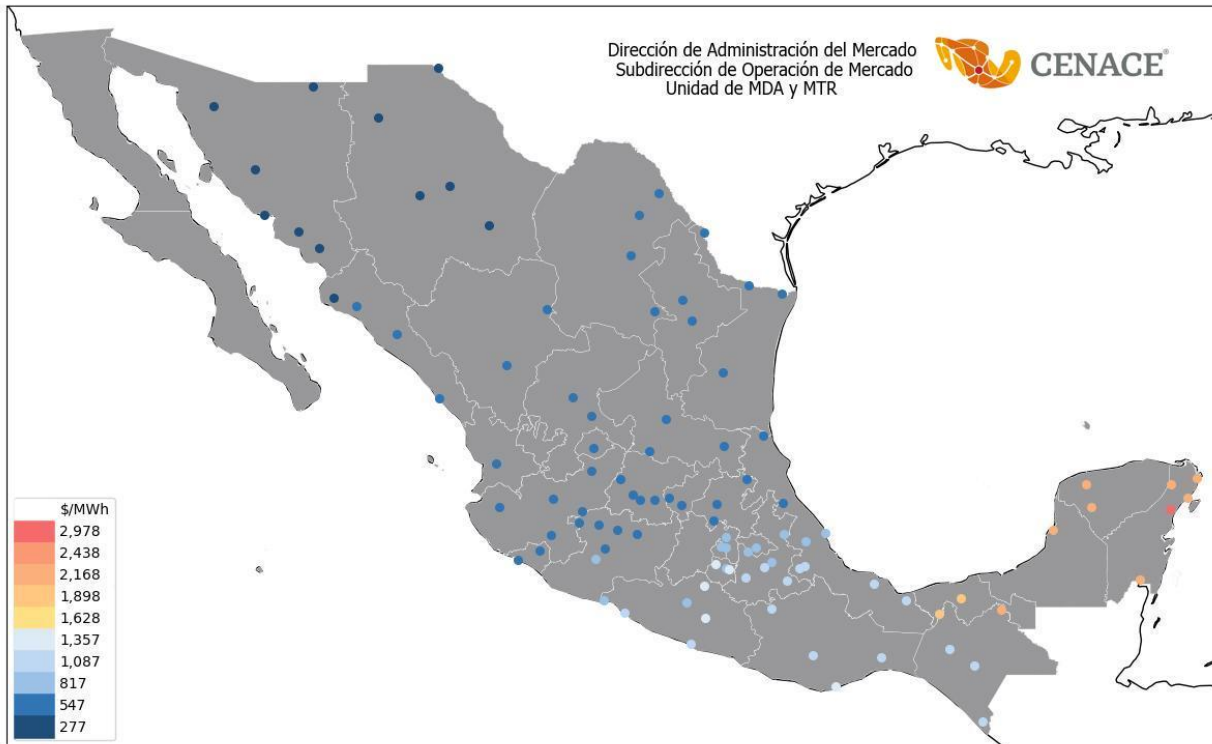 Dirección de Administración del Mercado
Subdirección de Operación de Mercado
Unidad de MDA y MTR
CENACE®
$/MWh
2,978
2,438
2,168
1,898
1,628
1,357
1,087
817
547
277